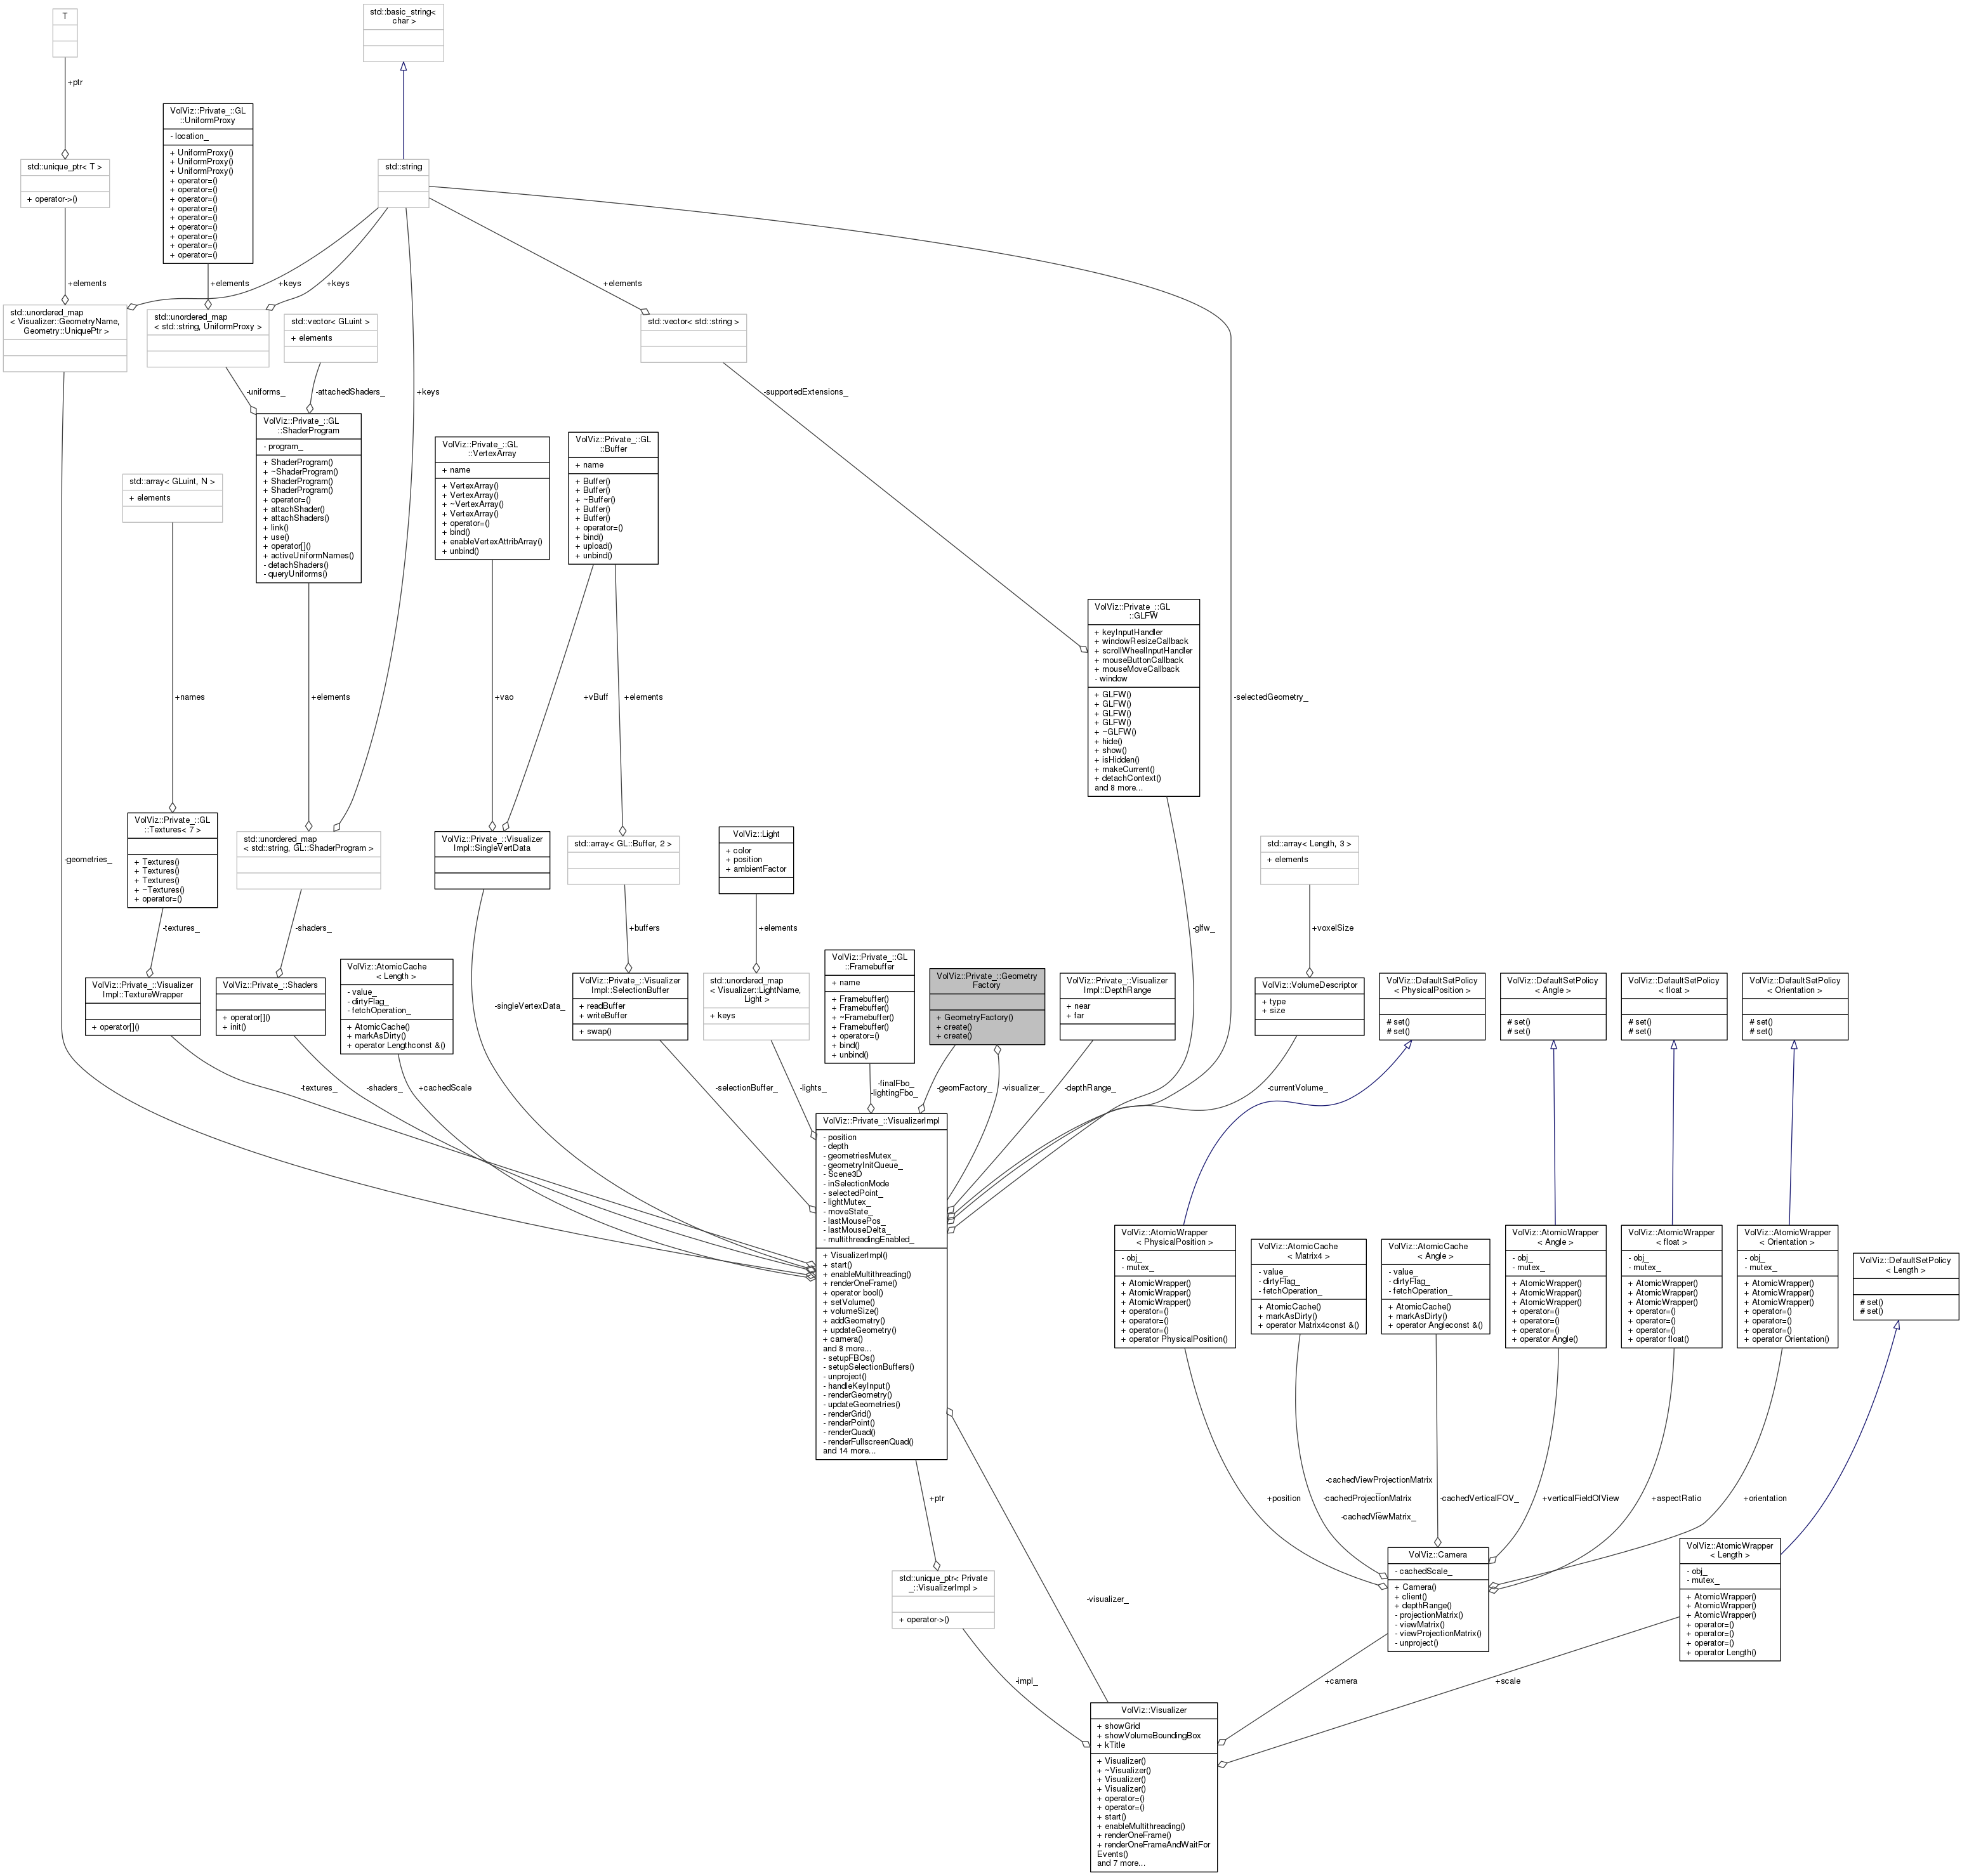 T
+ptr
std::basic_string<
char >
VolViz::Private_::GL
::UniformProxy
- location_
+ UniformProxy()
+ UniformProxy()
+ UniformProxy()
+ operator=()
+ operator=()
+ operator=()
+ operator=()
+ operator=()
+ operator=()
+ operator=()
+ operator=()
+ operator=()
std::unique_ptr< T >
+ operator->()
std::string
+elements
+elements
+keys
+keys
+elements
std::unordered_map
< Visualizer::GeometryName,
Geometry::UniquePtr >
std::unordered_map
< std::string, UniformProxy >
std::vector< GLuint >
+ elements
std::vector< std::string >
-uniforms_
-attachedShaders_
+keys
-supportedExtensions_
VolViz::Private_::GL
::ShaderProgram
- program_
+ ShaderProgram()
+ ~ShaderProgram()
+ ShaderProgram()
+ ShaderProgram()
+ operator=()
+ attachShader()
+ attachShaders()
+ link()
+ use()
+ operator[]()
+ activeUniformNames()
- detachShaders()
- queryUniforms()
VolViz::Private_::GL
::VertexArray
+ name
+ VertexArray()
+ VertexArray()
+ ~VertexArray()
+ VertexArray()
+ operator=()
+ bind()
+ enableVertexAttribArray()
+ unbind()
VolViz::Private_::GL
::Buffer
+ name
+ Buffer()
+ Buffer()
+ ~Buffer()
+ Buffer()
+ Buffer()
+ operator=()
+ bind()
+ upload()
+ unbind()
std::array< GLuint, N >
+ elements
VolViz::Private_::GL
::GLFW
+ keyInputHandler
+ windowResizeCallback
+ scrollWheelInputHandler
+ mouseButtonCallback
+ mouseMoveCallback
- window
+ GLFW()
+ GLFW()
+ GLFW()
+ GLFW()
+ ~GLFW()
+ hide()
+ show()
+ isHidden()
+ makeCurrent()
+ detachContext()
and 8 more...
+names
+elements
+vao
+vBuff
+elements
-selectedGeometry_
-geometries_
VolViz::Private_::GL
::Textures< 7 >
+ Textures()
+ Textures()
+ Textures()
+ ~Textures()
+ operator=()
std::unordered_map
< std::string, GL::ShaderProgram >
VolViz::Private_::Visualizer
Impl::SingleVertData
std::array< GL::Buffer, 2 >
VolViz::Light
+ color
+ position
+ ambientFactor
std::array< Length, 3 >
+ elements
-textures_
-shaders_
+buffers
+elements
-glfw_
+voxelSize
VolViz::Private_::Visualizer
Impl::TextureWrapper
+ operator[]()
VolViz::Private_::Shaders
+ operator[]()
+ init()
VolViz::AtomicCache
< Length >
- value_
- dirtyFlag_
- fetchOperation_
+ AtomicCache()
+ markAsDirty()
+ operator Lengthconst &()
-singleVertexData_
VolViz::Private_::Visualizer
Impl::SelectionBuffer
+ readBuffer
+ writeBuffer
+ swap()
std::unordered_map
< Visualizer::LightName,
Light >
+ keys
VolViz::Private_::GL
::Framebuffer
+ name
+ Framebuffer()
+ Framebuffer()
+ ~Framebuffer()
+ Framebuffer()
+ operator=()
+ bind()
+ unbind()
VolViz::Private_::Geometry
Factory
+ GeometryFactory()
+ create()
+ create()
VolViz::Private_::Visualizer
Impl::DepthRange
+ near
+ far
VolViz::VolumeDescriptor
+ type
+ size
VolViz::DefaultSetPolicy
< PhysicalPosition >
# set()
# set()
VolViz::DefaultSetPolicy
< Angle >
# set()
# set()
VolViz::DefaultSetPolicy
< float >
# set()
# set()
VolViz::DefaultSetPolicy
< Orientation >
# set()
# set()
-textures_
-shaders_
+cachedScale
-selectionBuffer_
-lights_
-finalFbo_
-lightingFbo_
-geomFactory_
-visualizer_
-depthRange_
-currentVolume_
VolViz::Private_::VisualizerImpl
- position
- depth
- geometriesMutex_
- geometryInitQueue_
- Scene3D
- inSelectionMode
- selectedPoint_
- lightMutex_
- moveState_
- lastMousePos_
- lastMouseDelta_
- multithreadingEnabled_
+ VisualizerImpl()
+ start()
+ enableMultithreading()
+ renderOneFrame()
+ operator bool()
+ setVolume()
+ volumeSize()
+ addGeometry()
+ updateGeometry()
+ camera()
and 8 more...
- setupFBOs()
- setupSelectionBuffers()
- unproject()
- handleKeyInput()
- renderGeometry()
- updateGeometries()
- renderGrid()
- renderPoint()
- renderQuad()
- renderFullscreenQuad()
and 14 more...
VolViz::AtomicWrapper
< PhysicalPosition >
- obj_
- mutex_
+ AtomicWrapper()
+ AtomicWrapper()
+ AtomicWrapper()
+ operator=()
+ operator=()
+ operator=()
+ operator PhysicalPosition()
VolViz::AtomicCache
< Matrix4 >
- value_
- dirtyFlag_
- fetchOperation_
+ AtomicCache()
+ markAsDirty()
+ operator Matrix4const &()
VolViz::AtomicCache
< Angle >
- value_
- dirtyFlag_
- fetchOperation_
+ AtomicCache()
+ markAsDirty()
+ operator Angleconst &()
VolViz::AtomicWrapper
< Angle >
- obj_
- mutex_
+ AtomicWrapper()
+ AtomicWrapper()
+ AtomicWrapper()
+ operator=()
+ operator=()
+ operator=()
+ operator Angle()
VolViz::AtomicWrapper
< float >
- obj_
- mutex_
+ AtomicWrapper()
+ AtomicWrapper()
+ AtomicWrapper()
+ operator=()
+ operator=()
+ operator=()
+ operator float()
VolViz::AtomicWrapper
< Orientation >
- obj_
- mutex_
+ AtomicWrapper()
+ AtomicWrapper()
+ AtomicWrapper()
+ operator=()
+ operator=()
+ operator=()
+ operator Orientation()
VolViz::DefaultSetPolicy
< Length >
# set()
# set()
+ptr
+position
-cachedViewProjectionMatrix
_
-cachedProjectionMatrix
_
-cachedViewMatrix_
-cachedVerticalFOV_
+verticalFieldOfView
+aspectRatio
+orientation
std::unique_ptr< Private
_::VisualizerImpl >
+ operator->()
-visualizer_
VolViz::Camera
- cachedScale_
+ Camera()
+ client()
+ depthRange()
- projectionMatrix()
- viewMatrix()
- viewProjectionMatrix()
- unproject()
VolViz::AtomicWrapper
< Length >
- obj_
- mutex_
+ AtomicWrapper()
+ AtomicWrapper()
+ AtomicWrapper()
+ operator=()
+ operator=()
+ operator=()
+ operator Length()
-impl_
+camera
+scale
VolViz::Visualizer
+ showGrid
+ showVolumeBoundingBox
+ kTitle
+ Visualizer()
+ ~Visualizer()
+ Visualizer()
+ Visualizer()
+ operator=()
+ operator=()
+ start()
+ enableMultithreading()
+ renderOneFrame()
+ renderOneFrameAndWaitFor
Events()
and 7 more...